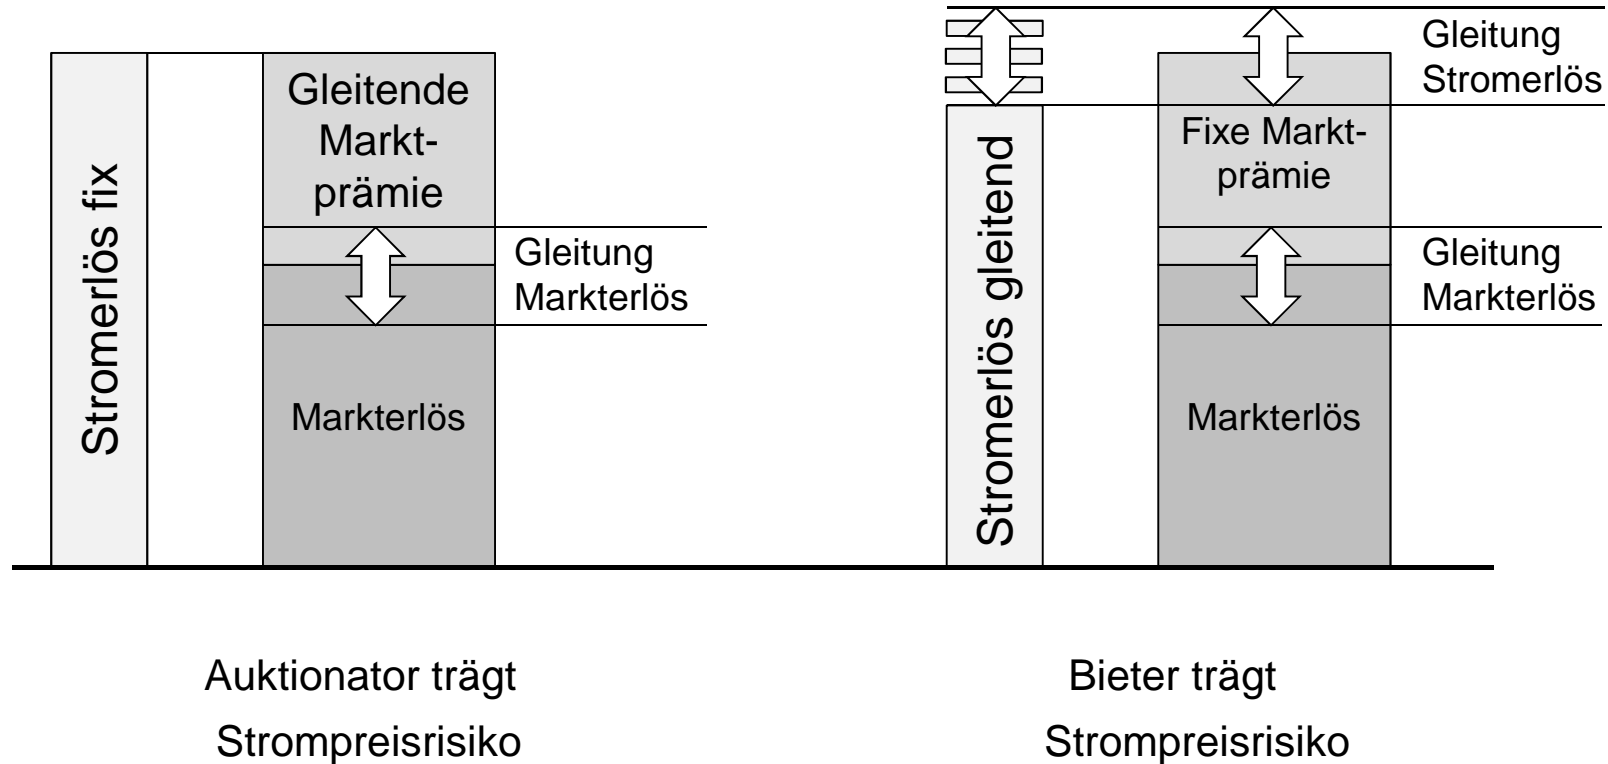 Stromerlös fix
Gleitende
Markt-
prämie
Gleitung
Markterlös
Markterlös
Auktionator trägt
Strompreisrisiko
Stromerlös gleitend
Gleitung
Stromerlös
Fixe Markt-
prämie
Gleitung
Markterlös
Markterlös
Bieter trägt
Strompreisrisiko